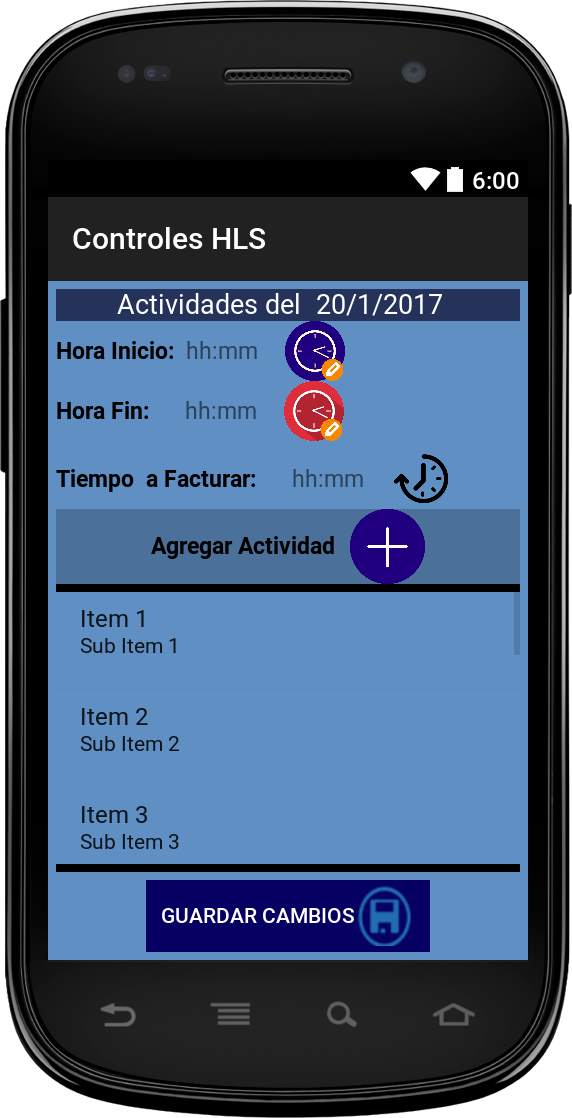 6:00
Controles HLS
Actividades del  20/1/2017
Hora Inicio: hh:mm
Hora Fin: hh:mm
Tiempo  a Facturar: hh:mm
Agregar Actividad
Item 1
Sub Item 1
Item 2
Sub Item 2
Item 3
Sub Item 3
GUARDAR CAMBIOS